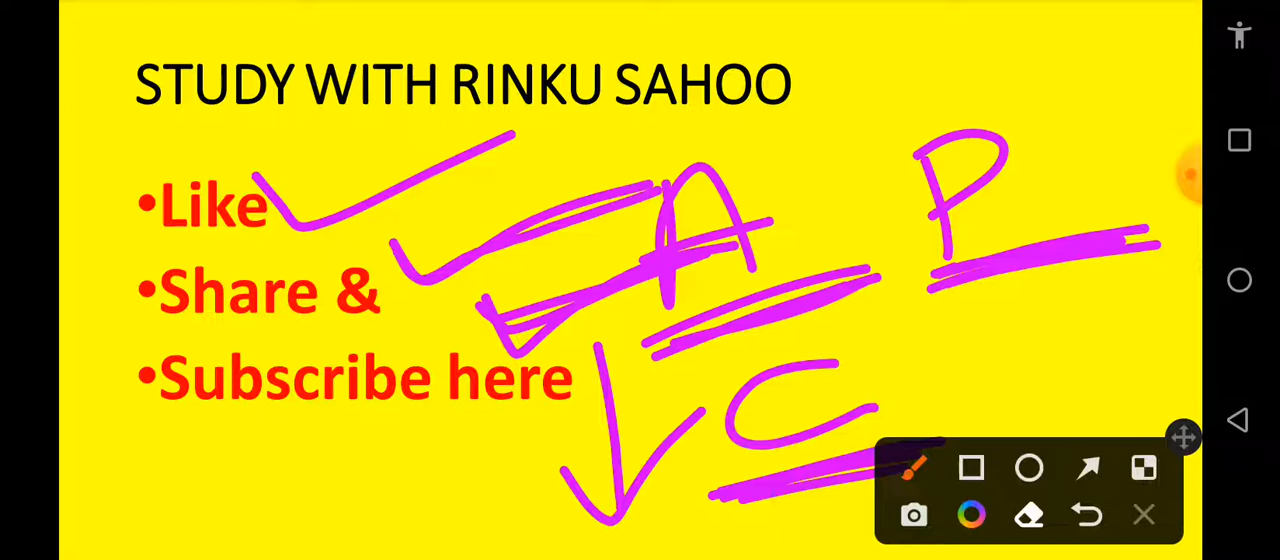 STUDY WITH RINKU SAHOO
•Like
A P
•Share &
•Subscribe here
C